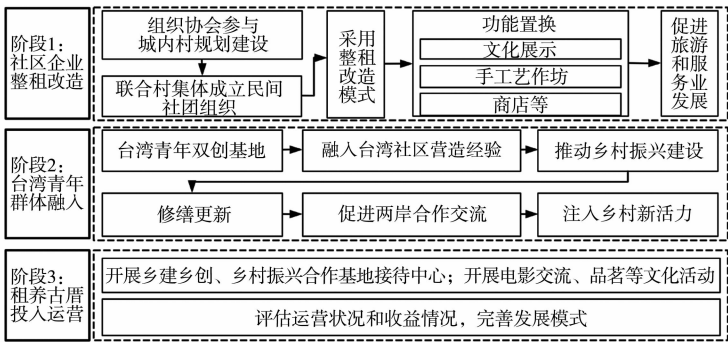 阶段1：
社区企业
整租改造
组织协会参与
城内村规划建设
联合村集体成立民间
社团组织
采用
整租
改造
模式
功能置换
文化展示
手工艺作坊
商店等
促进
旅游
和服
务业
发展
阶段2：
台湾青年
群体融入
台湾青年双创基地
融入台湾社区营造经验
推动乡村振兴建设
修缮更新
促进两岸合作交流
注入乡村新活力
阶段3：
租养古厝
投入运营
开展乡建乡创、乡村振兴合作基地接待中心；开展电影交流、品茗等文化活动
评估运营状况和收益情况，完善发展模式